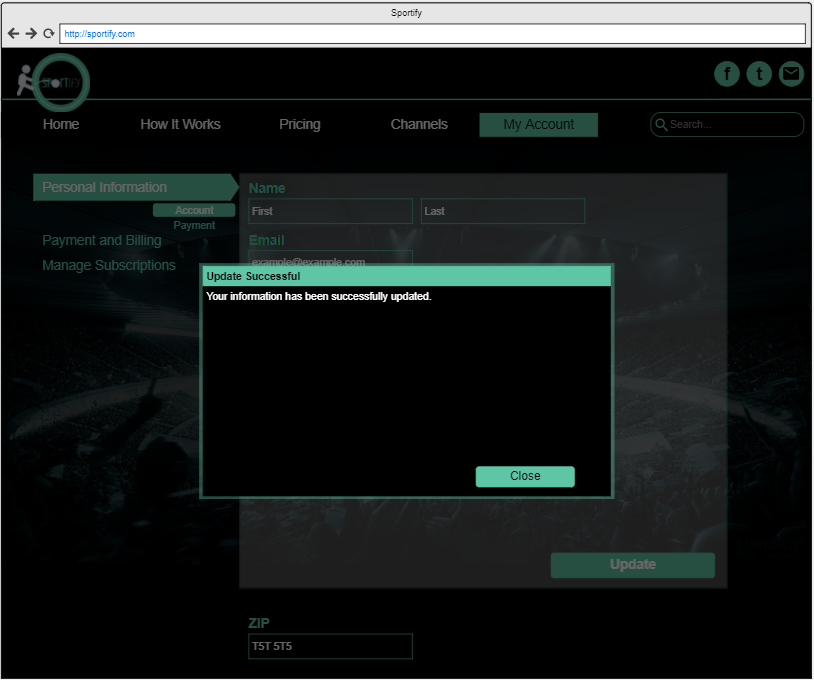 Sportify
http://sportify.com
SPORTIFY
f t
Home How It Works Pricing Channels My Account Search...
Personal Information
Account
Payment
Payment and Billing
Manage Subscriptions
Name
First Last
Email
example@example.com
Update Successful
Your information has been successfully updated.
Close
Update
ZIP
T5T 5T5